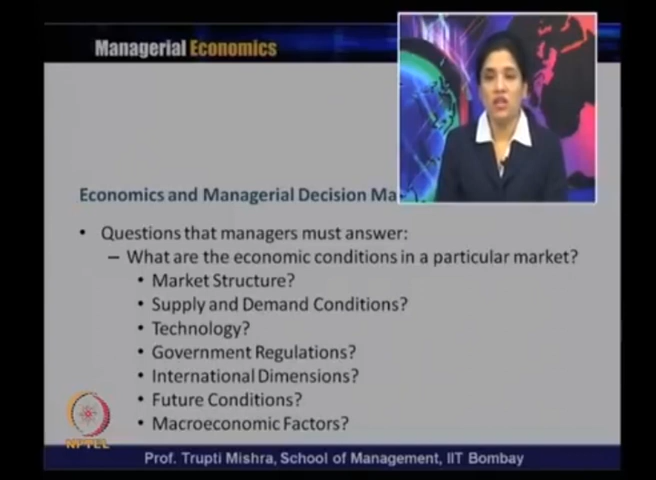 Managerial Economics
Economics and Managerial Decision Ma
• Questions that managers must answer:
– What are the economic conditions in a particular market?
• Market Structure?
• Supply and Demand Conditions?
• Technology?
• Government Regulations?
• International Dimensions?
• Future Conditions?
• Macroeconomic Factors?
NPTEL
Prof. Trupti Mishra, School of Management, IIT Bombay